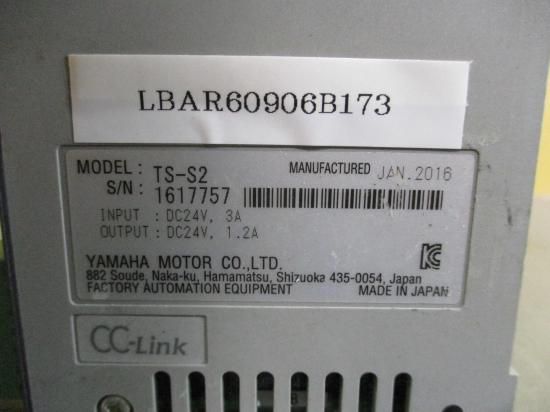 LBAR60906B173
MODEL: TS-S2 MANUFACTURED JAN.2016
S/N: 1617757
INPUT : DC24V, 3A
OUTPUT : DC24V, 1.2A
YAMAHA MOTOR CO.,LTD.
882 Soude, Naka-ku, Hamamatsu, Shizuoka 435-0054, Japan
FACTORY AUTOMATION EQUIPMENT MADE IN JAPAN
CC-Link